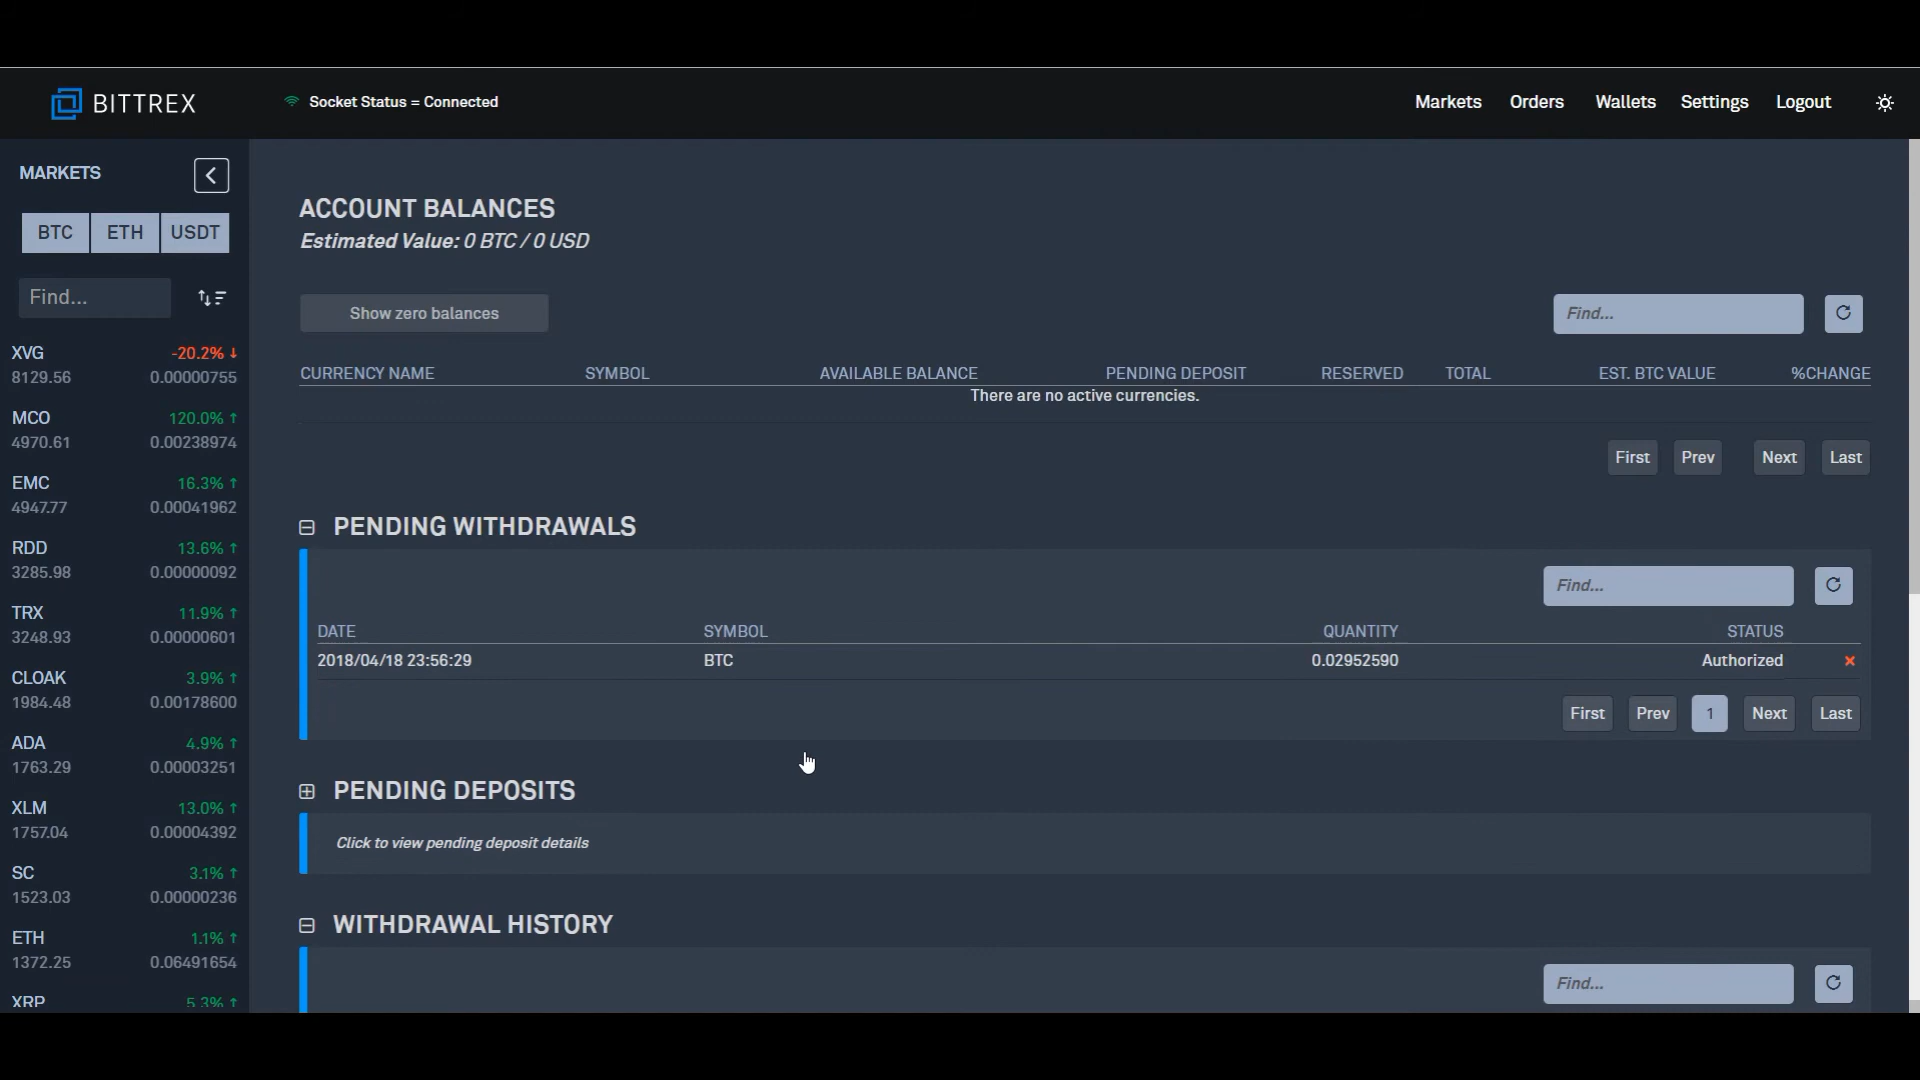 BITTREX
Socket Status = Connected
Markets Orders Wallets Settings Logout
MARKETS
BTC ETH USDT
Find...
XVG -20.2% ↓
8129.56 0.00000755
MCO 120.0% ↑
4970.61 0.00238974
EMC 16.3% ↑
4947.77 0.00041962
RDD 13.6% ↑
3285.98 0.00000092
TRX 11.9% ↑
3248.93 0.00000601
CLOAK 3.9% ↑
1984.48 0.00178600
ADA 4.9% ↑
1763.29 0.00003251
XLM 13.0% ↑
1757.04 0.00004392
SC 3.1% ↑
1523.03 0.00000236
ETH 1.1% ↑
1372.25 0.06491654
XRP 5.3% ↑
ACCOUNT BALANCES
Estimated Value: 0 BTC / 0 USD
Show zero balances Find...
CURRENCY NAME SYMBOL AVAILABLE BALANCE PENDING DEPOSIT RESERVED TOTAL EST. BTC VALUE %CHANGE
There are no active currencies.
First Prev Next Last
PENDING WITHDRAWALS
Find...
DATE SYMBOL QUANTITY STATUS
2018/04/18 23:56:29 BTC 0.02952590 Authorized
First Prev 1 Next Last
PENDING DEPOSITS
Click to view pending deposit details
WITHDRAWAL HISTORY
Find...